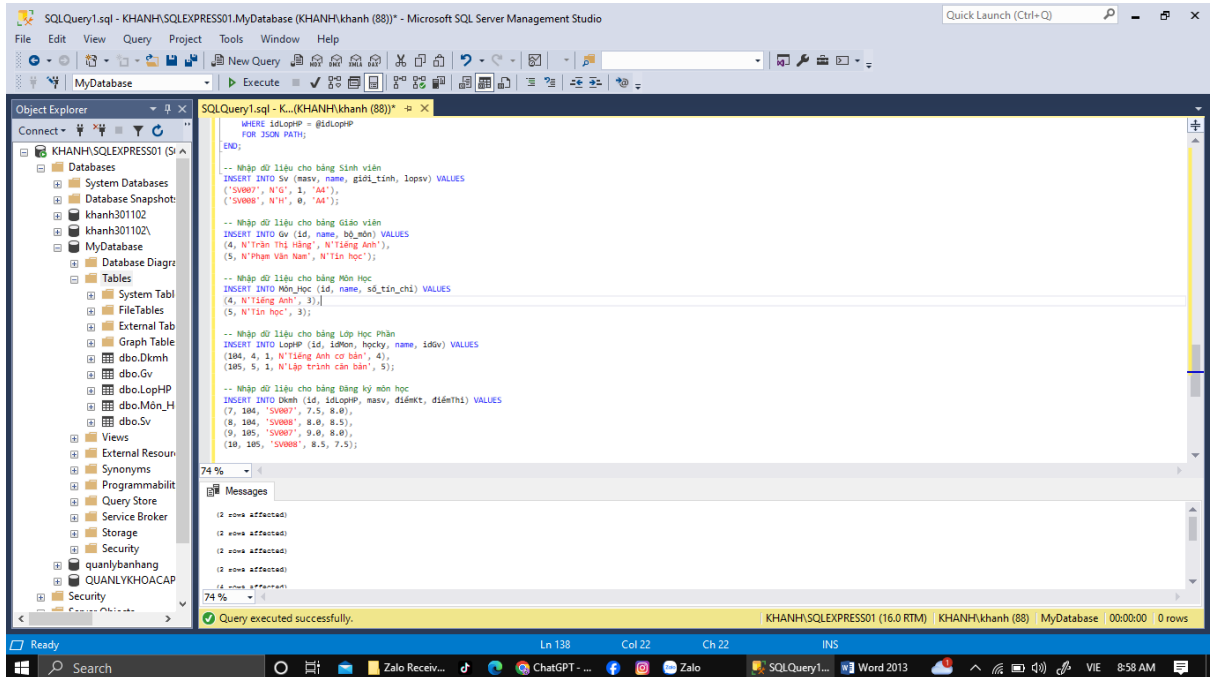 SQLQuery1.sql - KHANH\SQLEXPRESS01.MyDatabase (KHANH\khanh (88))* - Microsoft SQL Server Management Studio
Quick Launch (Ctrl+Q)
File Edit View Query Project Tools Window Help
New Query MDX DMX XMLA DAX
MyDatabase Execute
Object Explorer
SQLQuery1.sql - K...(KHANH\khanh (88))*
Connect
KHANH\SQLEXPRESS01 (S
Databases
System Databases
Database Snapshot
khanh301102
khanh301102\
MyDatabase
Database Diagra
Tables
System Tabl
FileTables
External Tab
Graph Table
dbo.Dkmh
dbo.Gv
dbo.LopHP
dbo.Môn_H
dbo.Sv
Views
External Resour
Synonyms
Programmabilit
Query Store
Service Broker
Storage
Security
quanlybanhang
QUANLYKHOACAP
Security
Server Objects
WHERE idLopHP = @idLopHP
FOR JSON PATH;
END;
-- Nhập dữ liệu cho bảng Sinh viên
INSERT INTO Sv (masv, name, giới_tính, lopsv) VALUES
('SV007', N'G', 1, 'A4'),
('SV008', N'H', 0, 'A4');
-- Nhập dữ liệu cho bảng Giáo viên
INSERT INTO Gv (id, name, bộ_môn) VALUES
(4, N'Trần Thị Hằng', N'Tiếng Anh'),
(5, N'Phạm Văn Nam', N'Tin học');
-- Nhập dữ liệu cho bảng Môn Học
INSERT INTO Môn_Học (id, name, số_tín_chỉ) VALUES
(4, N'Tiếng Anh', 3),
(5, N'Tin học', 3);
-- Nhập dữ liệu cho bảng Lớp Học Phần
INSERT INTO LopHP (id, idMon, họcky, name, idGv) VALUES
(104, 4, 1, N'Tiếng Anh cơ bản', 4),
(105, 5, 1, N'Lập trình căn bản', 5);
-- Nhập dữ liệu cho bảng Đăng ký môn học
INSERT INTO Dkmh (id, idLopHP, masv, điểmKt, điểmThi) VALUES
(7, 104, 'SV007', 7.5, 8.0),
(8, 104, 'SV008', 8.0, 8.5),
(9, 105, 'SV007', 9.0, 8.0),
(10, 105, 'SV008', 8.5, 7.5);
74 %
Messages
(2 rows affected)
(2 rows affected)
(2 rows affected)
(2 rows affected)
(4 rows affected)
74 %
Query executed successfully.
KHANH\SQLEXPRESS01 (16.0 RTM) KHANH\khanh (88) MyDatabase 00:00:00 0 rows
Ready Ln 138 Col 22 Ch 22 INS
Search Zalo Receiv... ChatGPT - ... Zalo SQLQuery1... Word 2013 VIE 8:58 AM